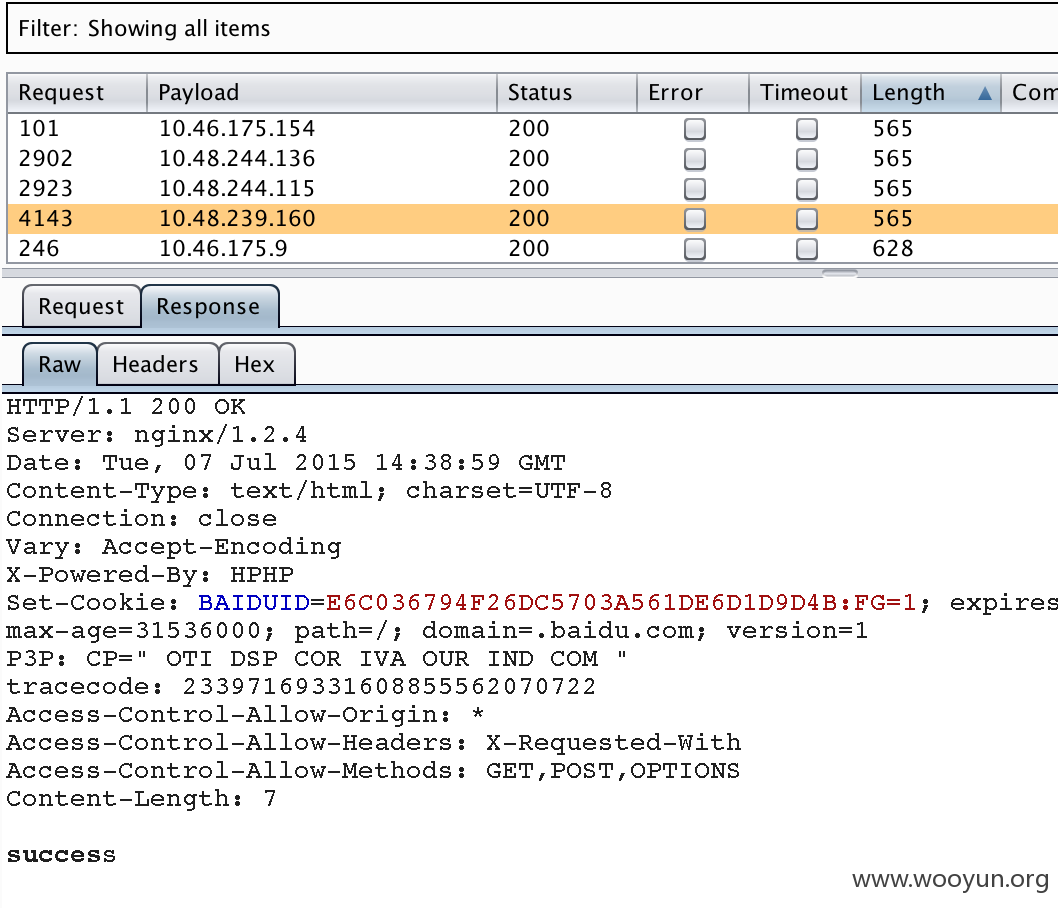 Filter: Showing all items
Request Payload Status Error Timeout Length Com
101 10.46.175.154 200 565
2902 10.48.244.136 200 565
2923 10.48.244.115 200 565
4143 10.48.239.160 200 565
246 10.46.175.9 200 628
Request Response
Raw Headers Hex
HTTP/1.1 200 OK
Server: nginx/1.2.4
Date: Tue, 07 Jul 2015 14:38:59 GMT
Content-Type: text/html; charset=UTF-8
Connection: close
Vary: Accept-Encoding
X-Powered-By: HPHP
Set-Cookie: BAIDUID=E6C036794F26DC5703A561DE6D1D9D4B:FG=1; expires
max-age=31536000; path=/; domain=.baidu.com; version=1
P3P: CP=" OTI DSP COR IVA OUR IND COM "
tracecode: 23397169331608855562070722
Access-Control-Allow-Origin: *
Access-Control-Allow-Headers: X-Requested-With
Access-Control-Allow-Methods: GET,POST,OPTIONS
Content-Length: 7
success
www.wooyun.org